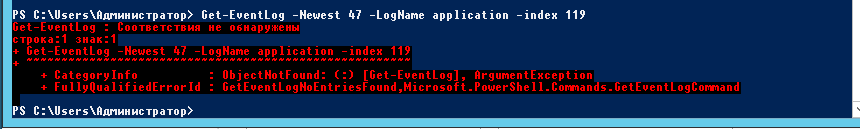 PS C:\Users\Администратор> Get-EventLog -Newest 47 -LogName application -index 119
Get-EventLog : Соответствия не обнаружены
строка:1 знак:1
+ Get-EventLog -Newest 47 -LogName application -index 119
+ ~~~~~~~~~~~~~~~~~~~~~~~~~~~~~~~~~~~~~~~~~~~~~~~~~~~~~~~
    + CategoryInfo          : ObjectNotFound: (:) [Get-EventLog], ArgumentException
    + FullyQualifiedErrorId : GetEventLogNoEntriesFound,Microsoft.PowerShell.Commands.GetEventLogCommand
PS C:\Users\Администратор>